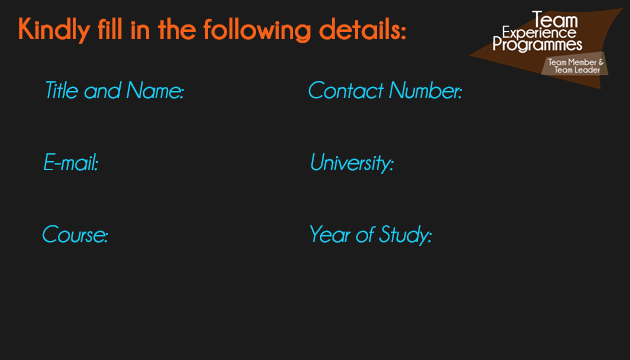 Kindly fill in the following details:
Team
Experience
Programmes
Team Member &
Team Leader
Title and Name:
Contact Number:
E-mail:
University:
Course:
Year of Study: